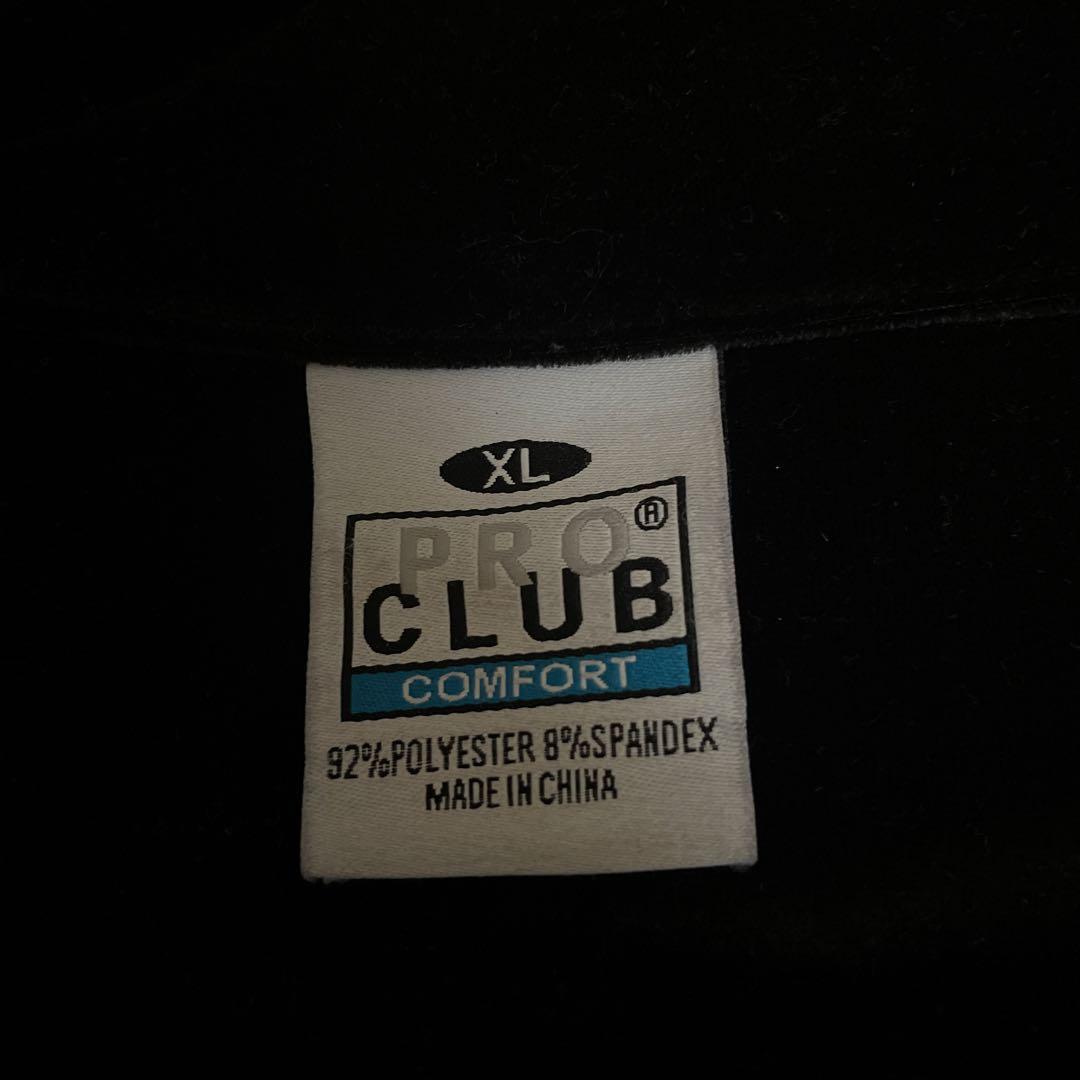 XL
PRO®
CLUB
COMFORT
92%POLYESTER 8%SPANDEX
MADE IN CHINA